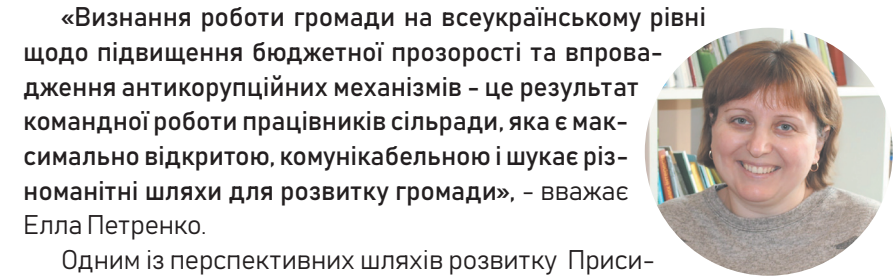 «Визнання роботи громади на всеукраїнському рівні
щодо підвищення бюджетної прозорості та впрова-
дження антикорупційних механізмів - це результат
командної роботи працівників сільради, яка є мак-
симально відкритою, комунікабельною і шукає різ-
номанітні шляхи для розвитку громади», - вважає
Елла Петренко.
Одним із перспективних шляхів розвитку Приси-